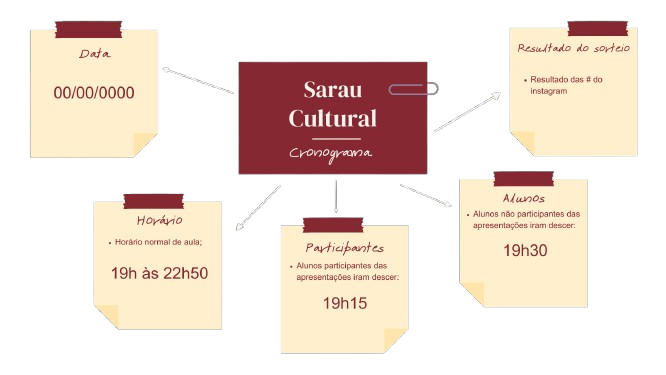 Sarau
Cultural
Cronograma
Data
00/00/0000
Resultado do sorteio
• Resultado das # do
instagram
Horário
• Horário normal de aula;
19h às 22h50
Participantes
• Alunos participantes das
apresentações iram descer:
19h15
Alunos
• Alunos não participantes das
apresentações iram descer:
19h30